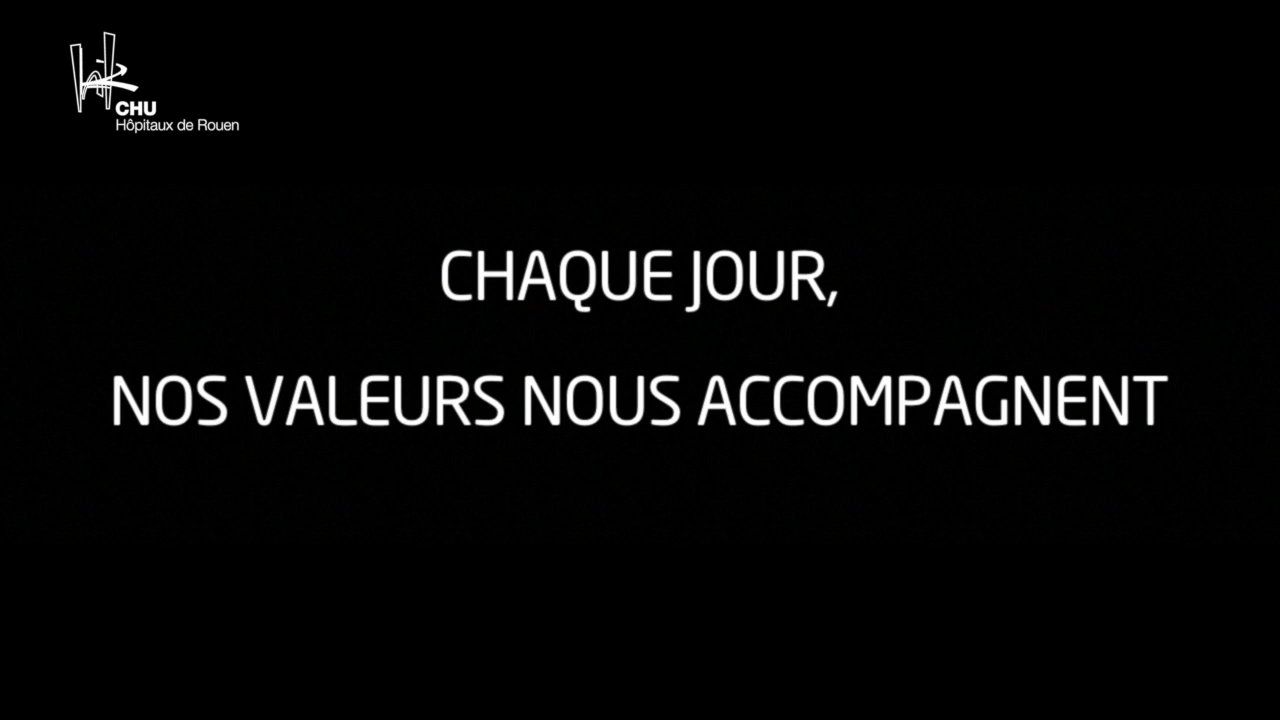 CHU
Hôpitaux de Rouen
CHAQUE JOUR,
NOS VALEURS NOUS ACCOMPAGNENT